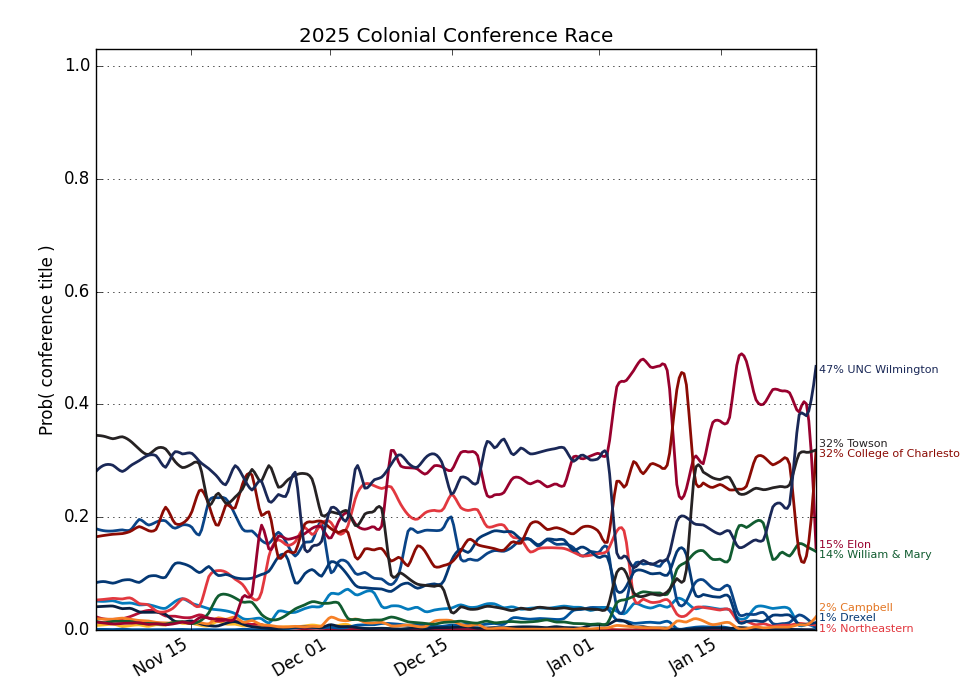 2025 Colonial Conference Race
Prob( conference title )
1.0
0.8
0.6
0.4
0.2
0.0
Nov 15
Dec 01
Dec 15
Jan 01
Jan 15
47% UNC Wilmington
32% Towson
32% College of Charlesto
15% Elon
14% William & Mary
2% Campbell
1% Drexel
1% Northeastern